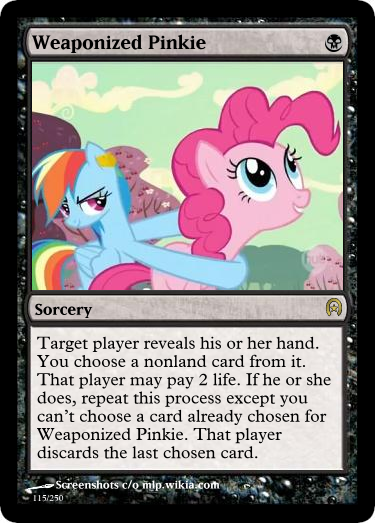 Weaponized Pinkie
Sorcery
Target player reveals his or her hand.
You choose a nonland card from it.
That player may pay 2 life. If he or she
does, repeat this process except you
can't choose a card already chosen for
Weaponized Pinkie. That player
discards the last chosen card.
Screenshots c/o mlp.wikia.com
115/250